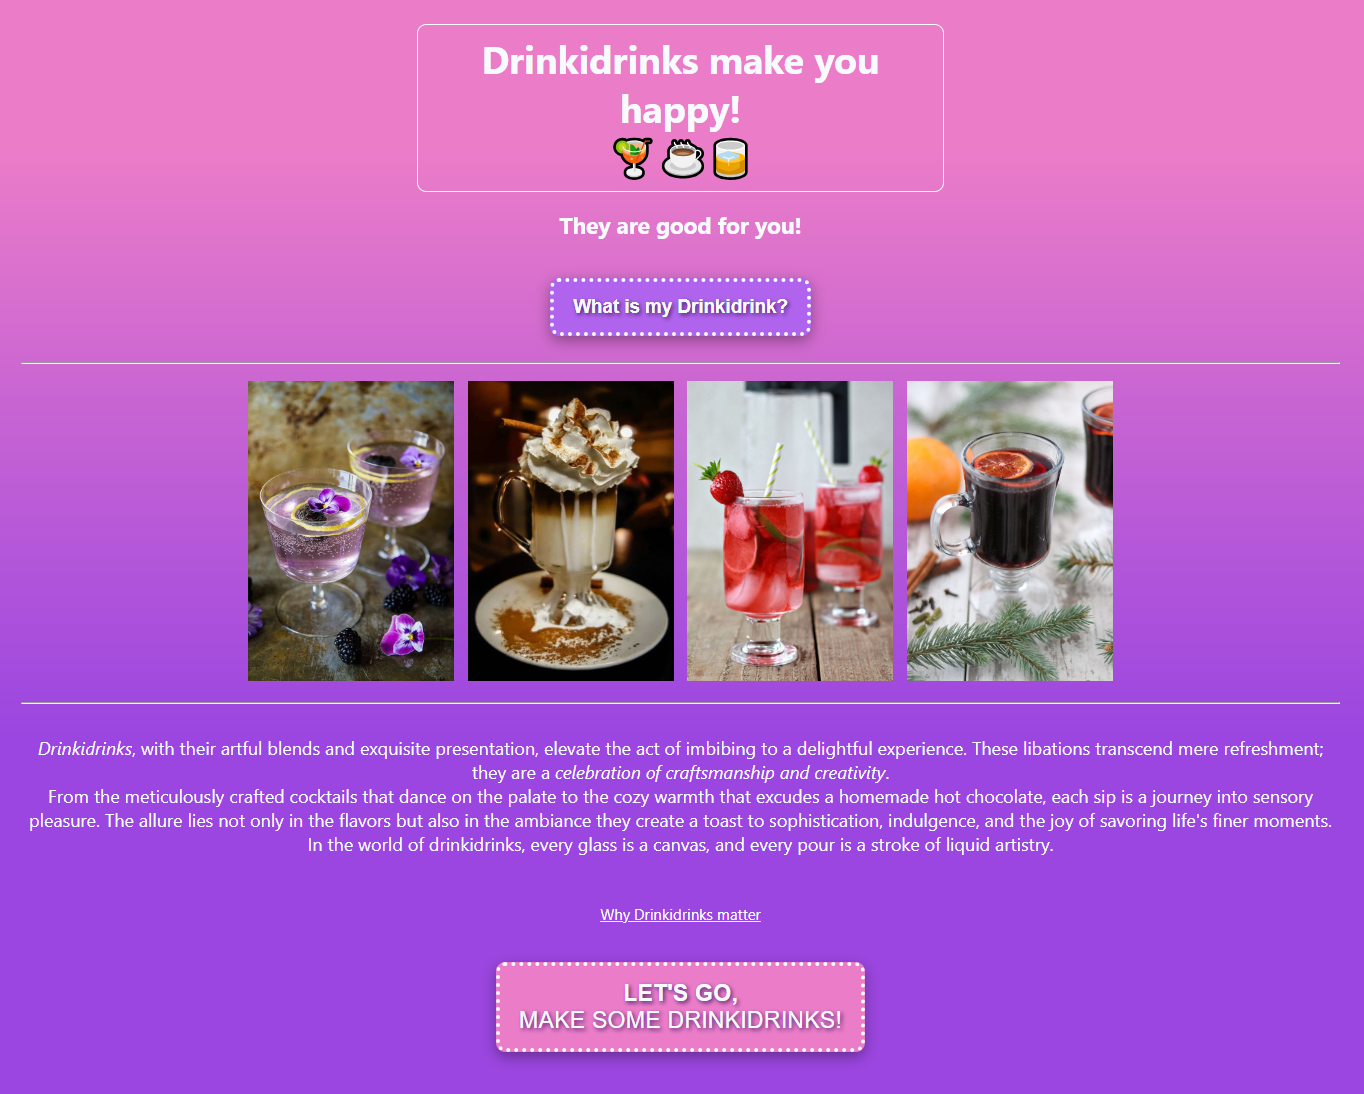 Drinkidrinks make you
happy!
They are good for you!
What is my Drinkidrink?
Drinkidrinks, with their artful blends and exquisite presentation, elevate the act of imbibing to a delightful experience. These libations transcend mere refreshment;
they are a celebration of craftsmanship and creativity.
From the meticulously crafted cocktails that dance on the palate to the cozy warmth that excudes a homemade hot chocolate, each sip is a journey into sensory
pleasure. The allure lies not only in the flavors but also in the ambiance they create a toast to sophistication, indulgence, and the joy of savoring life's finer moments.
In the world of drinkidrinks, every glass is a canvas, and every pour is a stroke of liquid artistry.
Why Drinkidrinks matter
LET'S GO,
MAKE SOME DRINKIDRINKS!